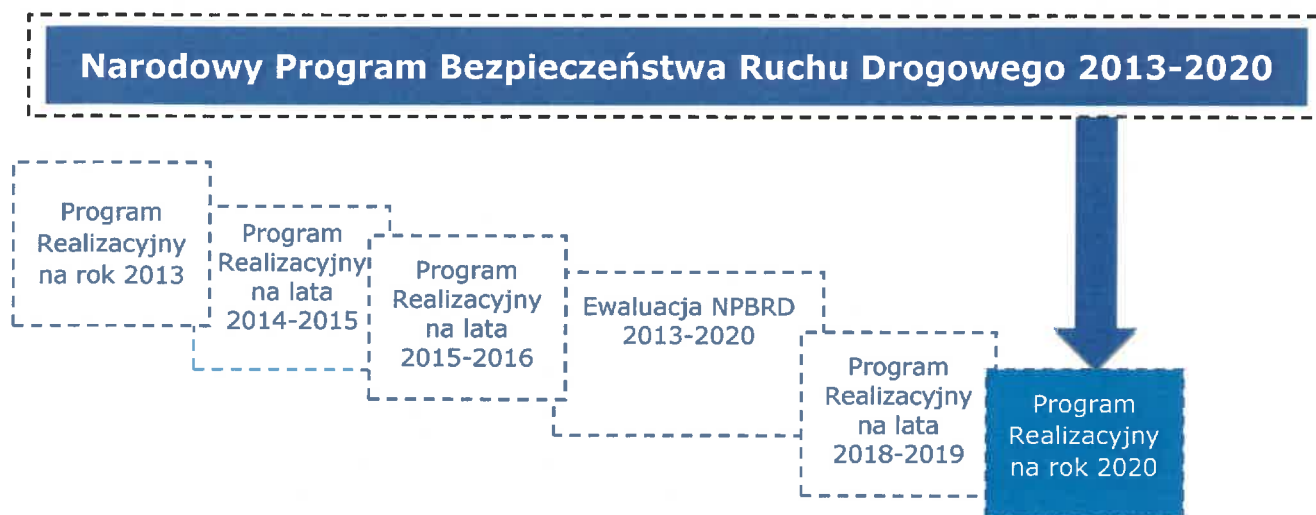 Narodowy Program Bezpieczeństwa Ruchu Drogowego 2013-2020
Program
Realizacyjny
na rok 2013
Program
Realizacyjny
na lata
2014-2015
Program
Realizacyjny
na lata
2015-2016
Ewaluacja NPBRD
2013-2020
Program
Realizacyjny
na lata
2018-2019
Program
Realizacyjny
na rok 2020